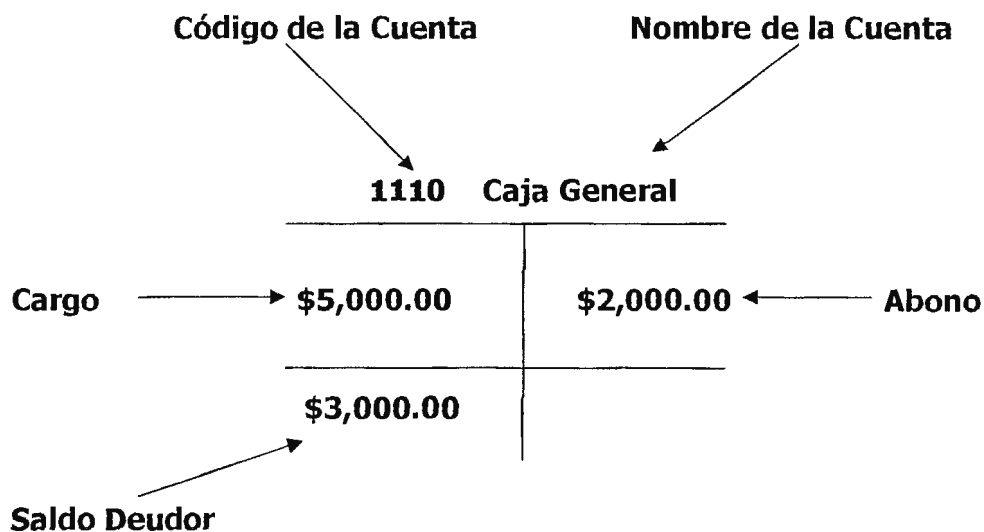 Código de la Cuenta Nombre de la Cuenta
1110 Caja General
Cargo $5,000.00 $2,000.00 Abono
$3,000.00
Saldo Deudor